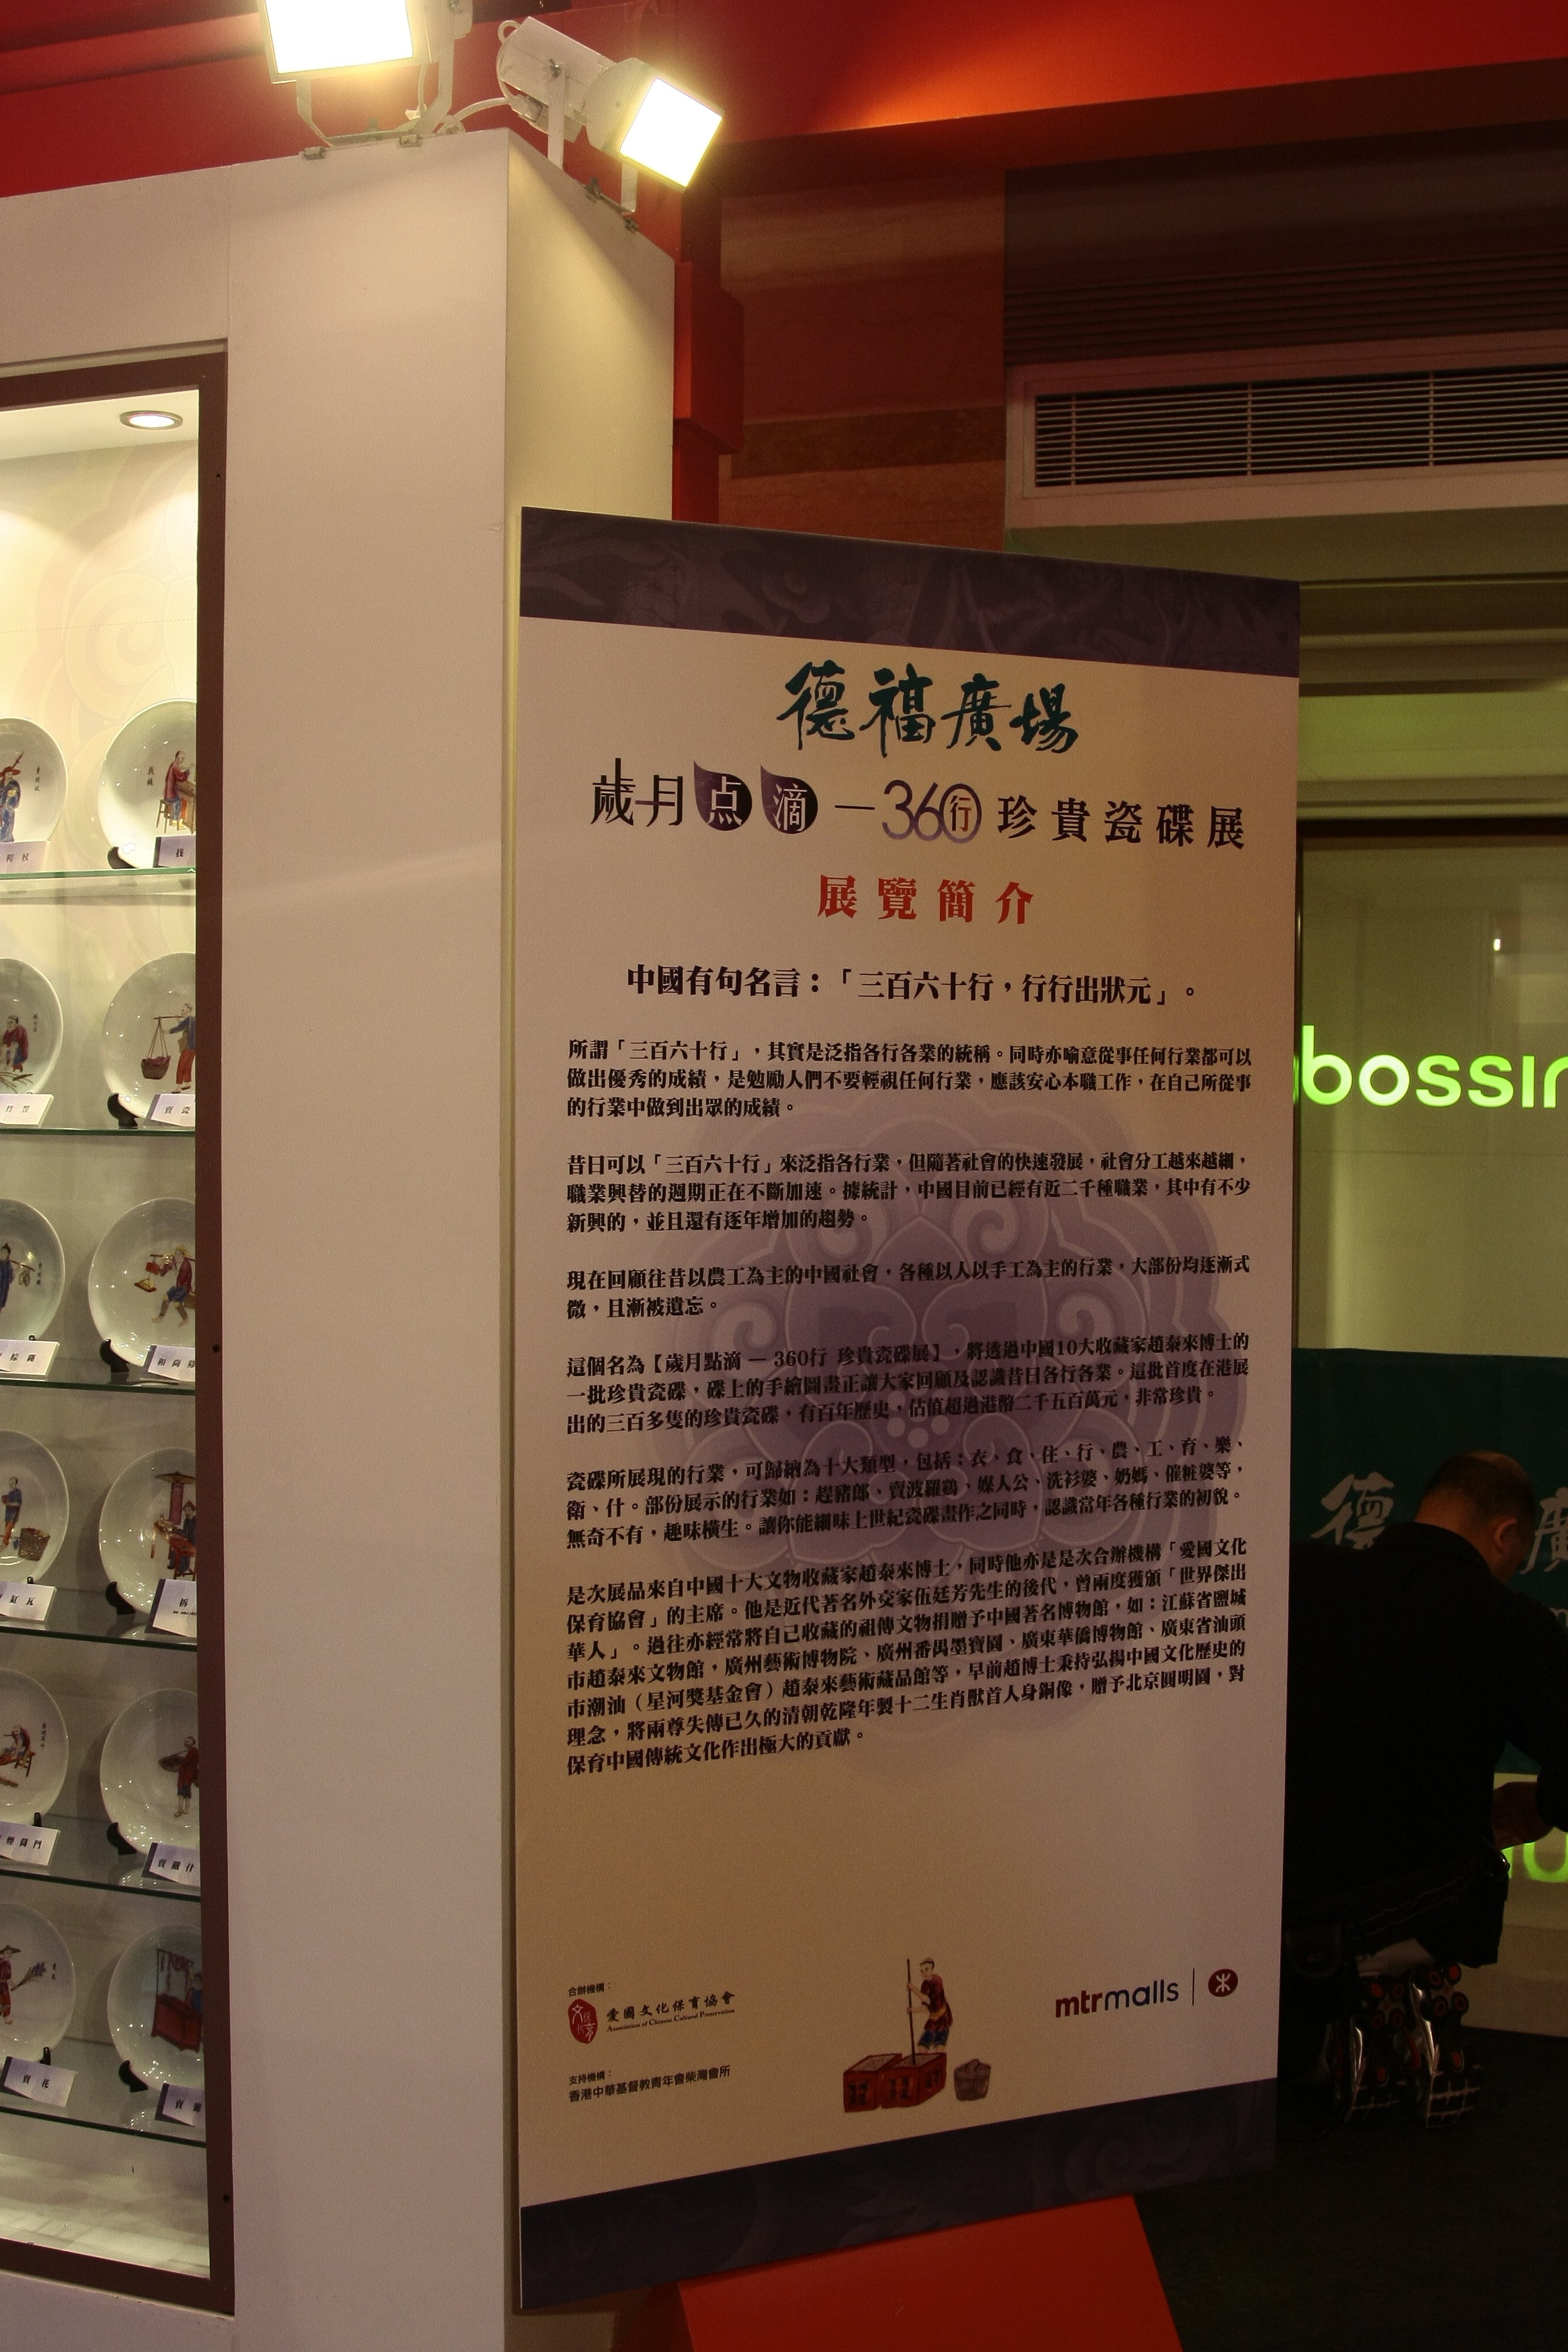 德福廣場
歲月点滴 — 360行 珍貴瓷碟展
展覽簡介
中國有句名言：「三百六十行，行行出狀元」。
所謂「三百六十行」，其實是泛指各行各業的統稱。同時亦喻意從事任何行業都可以
做出優秀的成績，是勉勵人們不要輕視任何行業，應該安心本職工作，在自己所從事
的行業中做到出眾的成績。
昔日可以「三百六十行」來泛指各行業，但隨著社會的快速發展，社會分工越來越細，
職業興替的週期正在不斷加速。據統計，中國目前已經有近二千種職業，其中有不少
新興的，並且還有逐年增加的趨勢。
現在回顧往昔以農工為主的中國社會，各種以人以手工為主的行業，大部份均逐漸式
微，且漸被遺忘。
這個名為【歲月點滴 — 360行 珍貴瓷碟展】，將透過中國10大收藏家趙泰來博士的
一批珍貴瓷碟，碟上的手繪圖畫正讓大家回顧及認識昔日各行各業。這批首度在港展
出的三百多隻的珍貴瓷碟，有百年歷史，估值超過港幣二千五百萬元，非常珍貴。
瓷碟所展現的行業，可歸納為十大類型，包括：衣、食、住、行、農、工、育、樂、
衛、什。部份展示的行業如：趕豬郎、賣波羅鷄、媒人公、洗衫婆、奶媽、催粧婆等，
無奇不有，趣味橫生。讓你能細味上世紀瓷碟畫作之同時，認識當年各種行業的初貌。
是次展品來自中國十大文物收藏家趙泰來博士，同時他亦是是次合辦機構「愛國文化
保育協會」的主席。他是近代著名外交家伍廷芳先生的後代，曾兩度獲頒「世界傑出
華人」。過往亦經常將自己收藏的祖傳文物捐贈予中國著名博物館，如：江蘇省鹽城
市趙泰來文物館，廣州藝術博物院、廣州番禺墨寶園、廣東華僑博物館、廣東省汕頭
市潮汕（星河獎基金會）趙泰來藝術藏品館等，早前趙博士秉持弘揚中國文化歷史的
理念，將兩尊失傳已久的清朝乾隆年製十二生肖獸首人身銅像，贈予北京圓明園，對
保育中國傳統文化作出極大的貢獻。
合辦機構：
愛國文化保育協會
Association of Chinese Cultural Preservation
支持機構：
香港中華基督教青年會柴灣會所
mtrmalls
bossin
德
廣
賣花